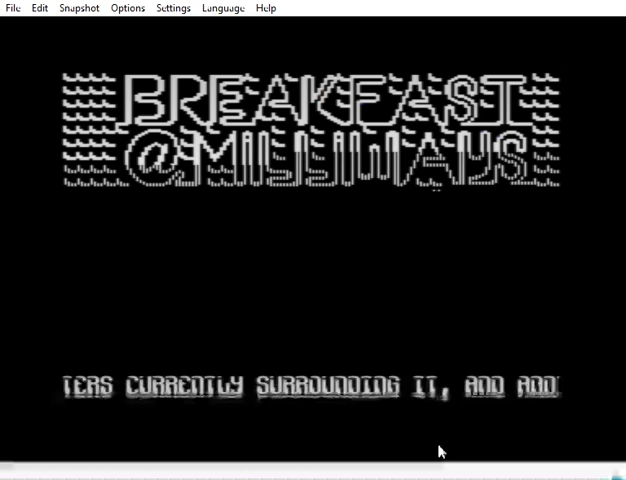 File Edit Snapshot Options Settings Language Help
BREAKFAST
@MILLIWAYS
TERS CURRENTLY SURROUNDING IT, AND ADD